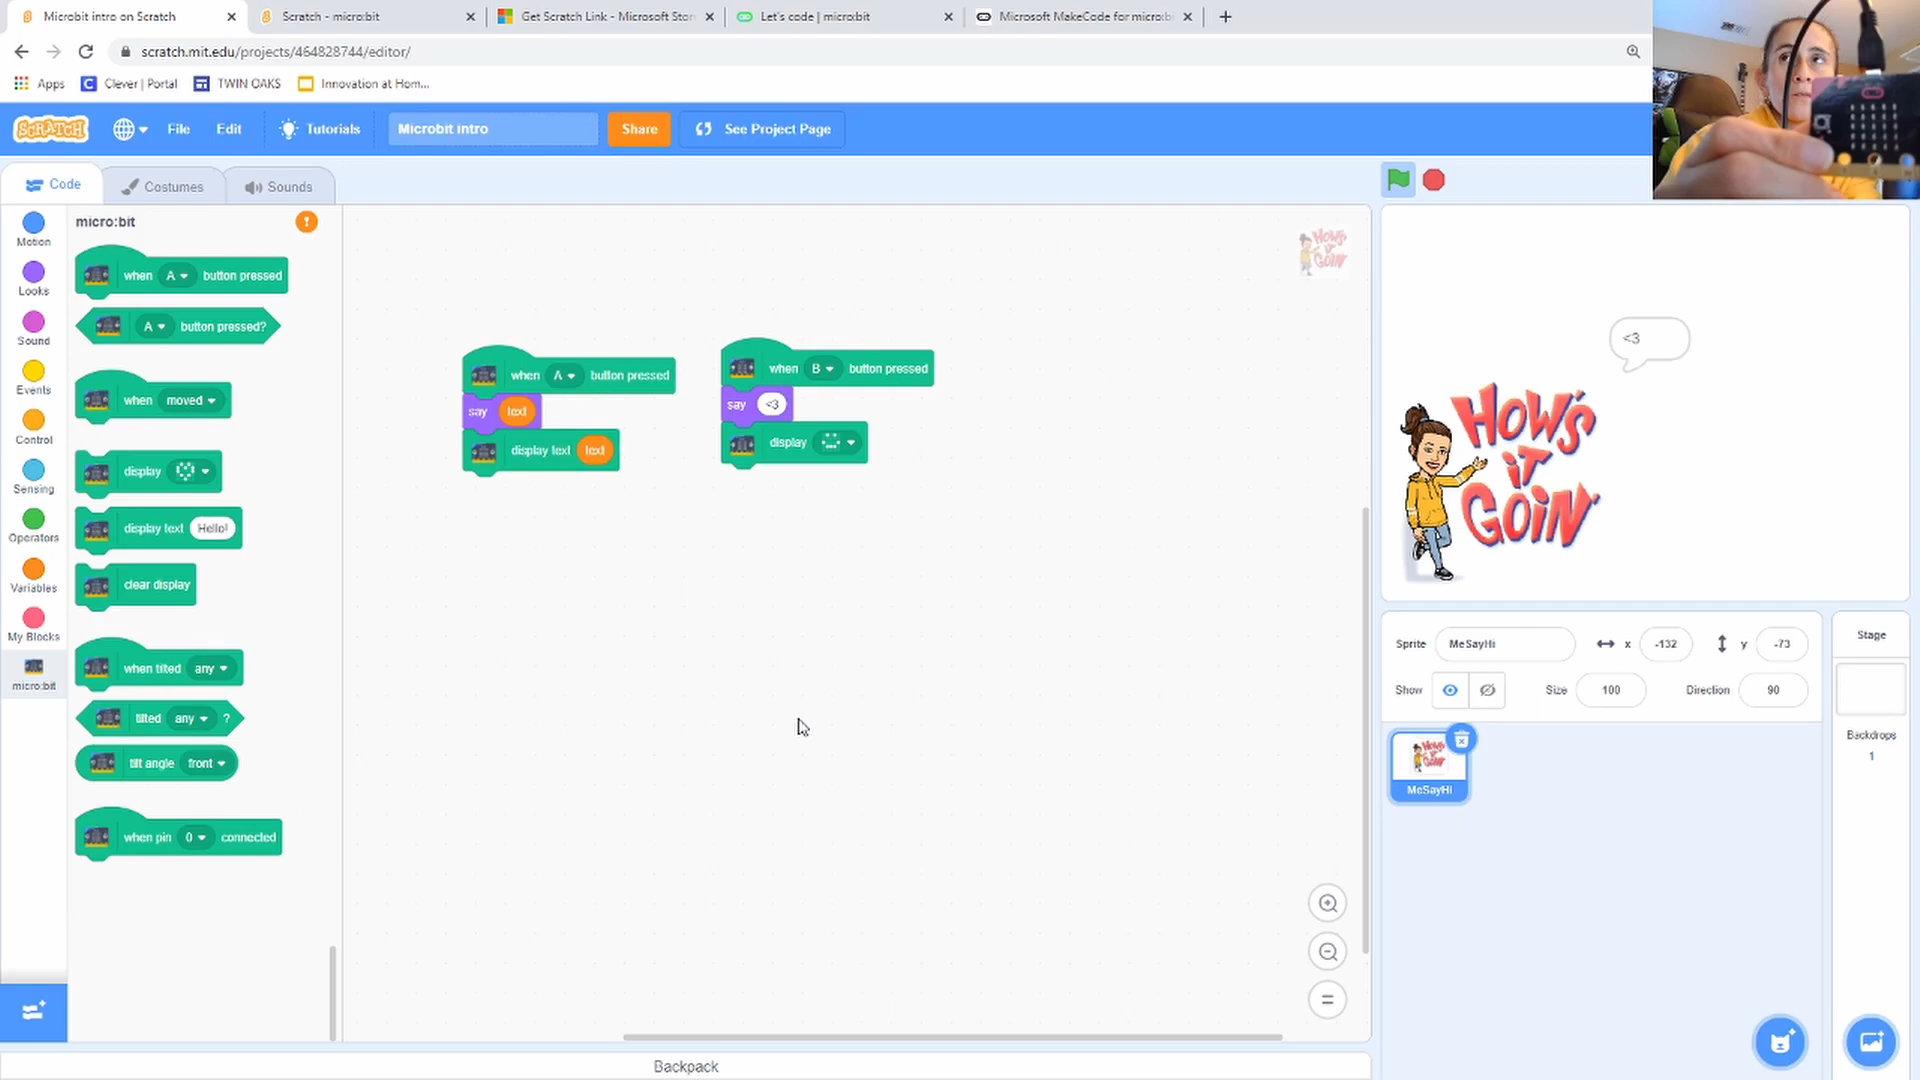 Microbit intro on Scratch
Scratch - micro:bit
Get Scratch Link - Microsoft Stor
Let's code | micro:bit
Microsoft MakeCode for micro:b
scratch.mit.edu/projects/464828744/editor/
Apps
Clever | Portal
TWIN OAKS
Innovation at Hom...
SCRATCH
File
Edit
Tutorials
Microbit intro
Share
See Project Page
Code
Costumes
Sounds
Motion
Looks
Sound
Events
Control
Sensing
Operators
Variables
My Blocks
micro:bit
micro:bit
!
when A button pressed
A button pressed?
when moved
display
display text Hello!
clear display
when tilted any
tilted any ?
tilt angle front
when pin 0 connected
when A button pressed
say text
display text text
when B button pressed
say <3
display
HOW'S
IT
GOIN'
<3
HOW'S
IT
GOIN'
Sprite MeSayHi x -132 y -73
Show Size 100 Direction 90
MeSayHi
Stage
Backdrops
1
Backpack